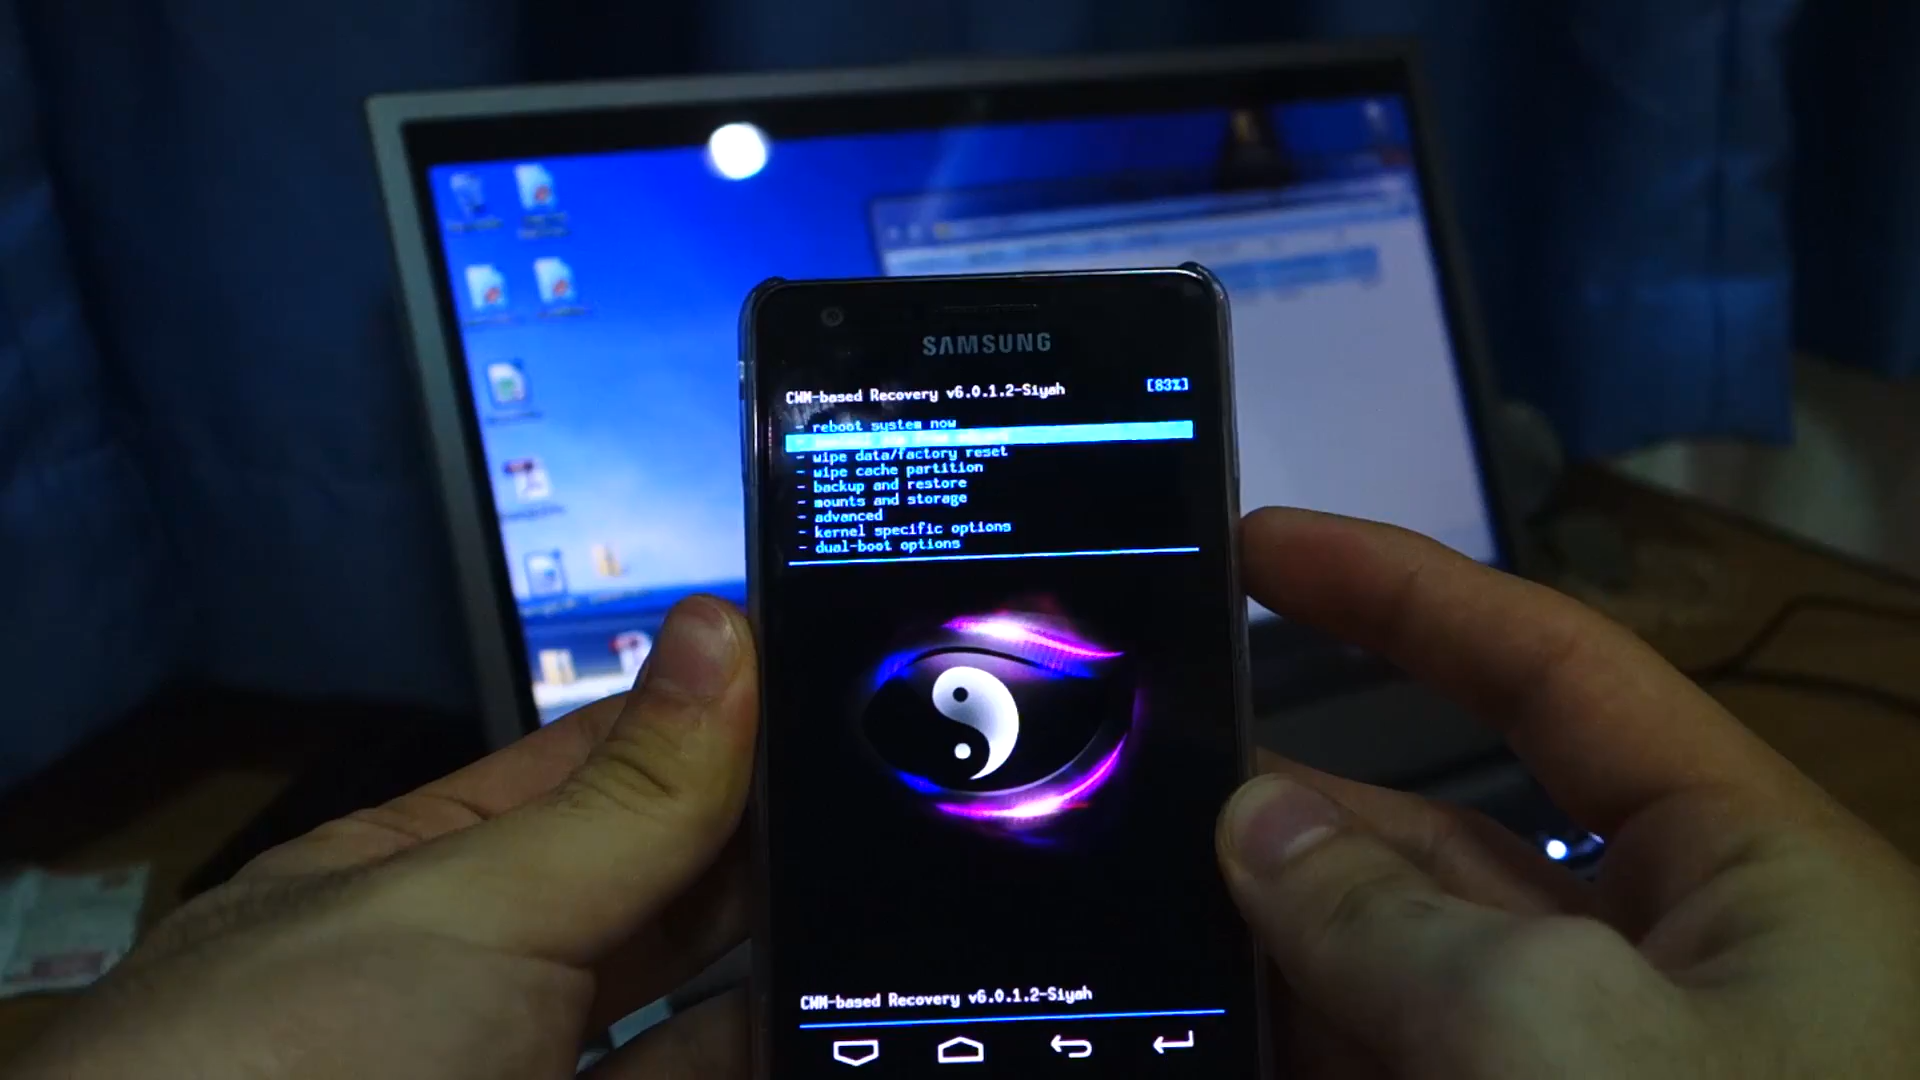 SAMSUNG
CWM-based Recovery v6.0.1.2-Siyah [83%]
- reboot system now
- wipe data/factory reset
- wipe cache partition
- backup and restore
- mounts and storage
- advanced
- kernel specific options
- dual-boot options
CWM-based Recovery v6.0.1.2-Siyah